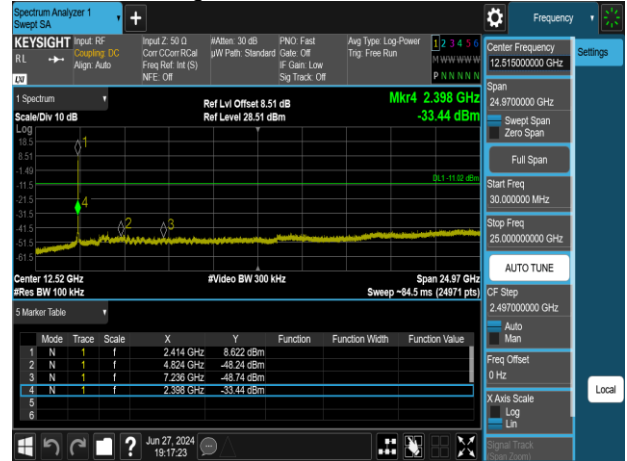 Spectrum Analyzer 1
Swept SA
Frequency
KEYSIGHT
R L
LXI
Input: RF
Coupling: DC
Align: Auto
Input Z: 50 Ω
Corr CCorr RCal
Freq Ref: Int (S)
NFE: Off
#Atten: 30 dB
µW Path: Standard
PNO: Fast
Gate: Off
IF Gain: Low
Sig Track: Off
Avg Type: Log-Power
Trig: Free Run
1 2 3 4 5 6
M W W W W W
P N N N N N
1 Spectrum
Scale/Div 10 dB
Ref Lvl Offset 8.51 dB
Ref Level 28.51 dBm
Mkr4 2.398 GHz
-33.44 dBm
Log
18.5
8.51
-1.49
-11.5
-21.5
-31.5
-41.5
-51.5
-61.5
1
4
2
3
DL1 -11.02 dBm
Center 12.52 GHz
#Video BW 300 kHz
Span 24.97 GHz
#Res BW 100 kHz
Sweep ~84.5 ms (24971 pts)
5 Marker Table
Mode Trace Scale X Y Function Function Width Function Value
1 N 1 f 2.414 GHz 8.622 dBm
2 N 1 f 4.824 GHz -48.24 dBm
3 N 1 f 7.236 GHz -48.74 dBm
4 N 1 f 2.398 GHz -33.44 dBm
5
6
?
Jun 27, 2024
19:17:23
Center Frequency
12.515000000 GHz
Settings
Span
24.9700000 GHz
Swept Span
Zero Span
Full Span
Start Freq
30.000000 MHz
Stop Freq
25.000000000 GHz
AUTO TUNE
CF Step
2.497000000 GHz
Auto
Man
Freq Offset
0 Hz
X Axis Scale
Log
Lin
Local
Signal Track
(Span Zoom)